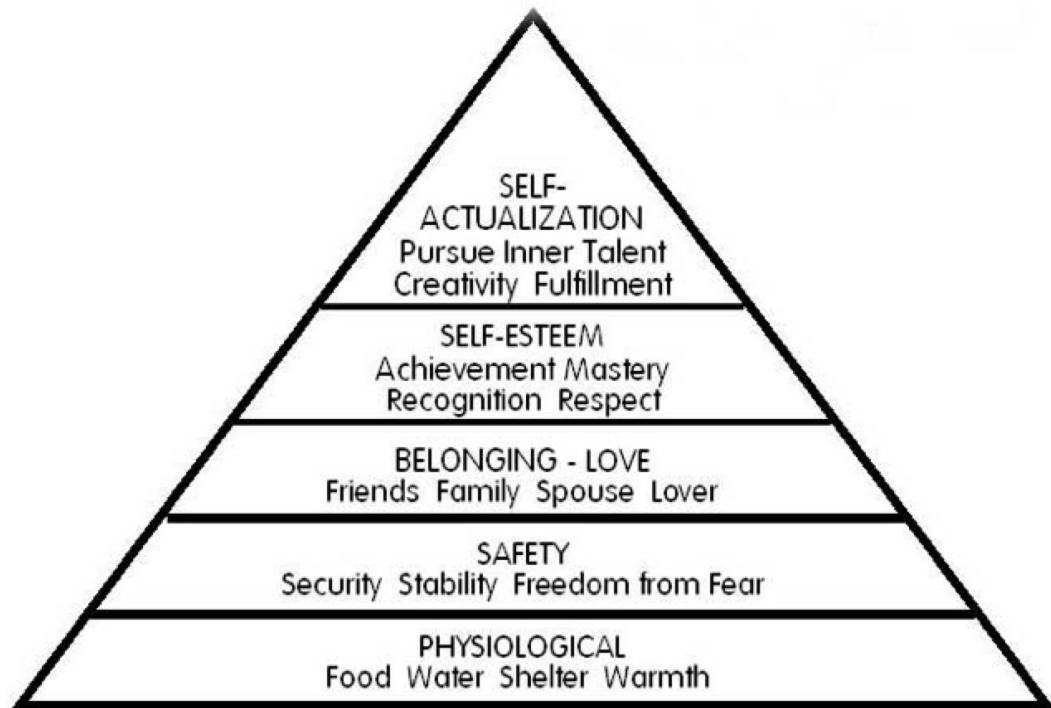 SELF-
ACTUALIZATION
Pursue Inner Talent
Creativity Fulfillment
SELF-ESTEEM
Achievement Mastery
Recognition Respect
BELONGING - LOVE
Friends Family Spouse Lover
SAFETY
Security Stability Freedom from Fear
PHYSIOLOGICAL
Food Water Shelter Warmth